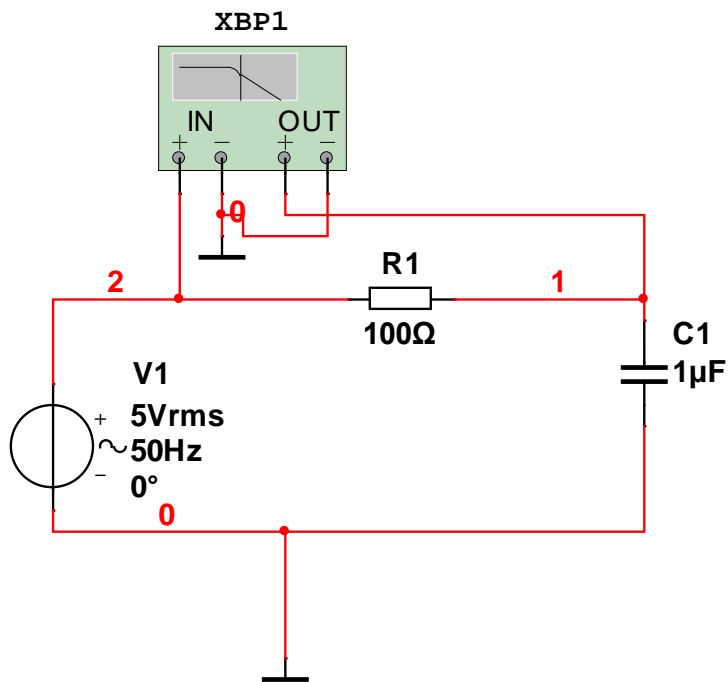 XBP1
IN OUT
+ − + −
0
R1
2 1
100Ω
C1
1µF
V1
+ 5Vrms
50Hz
− 0°
0